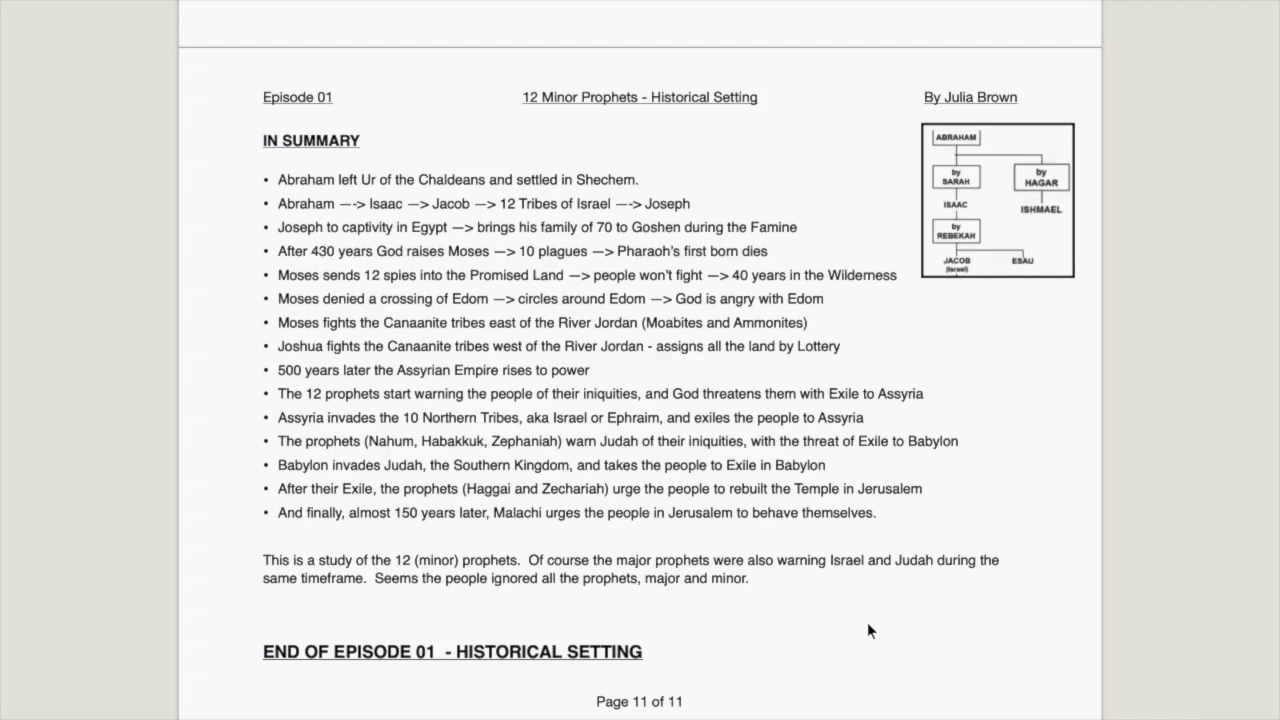 Episode 01 12 Minor Prophets - Historical Setting By Julia Brown
IN SUMMARY
• Abraham left Ur of the Chaldeans and settled in Shechem.
• Abraham —-> Isaac —> Jacob —> 12 Tribes of Israel —-> Joseph
• Joseph to captivity in Egypt —> brings his family of 70 to Goshen during the Famine
• After 430 years God raises Moses —> 10 plagues —> Pharaoh's first born dies
• Moses sends 12 spies into the Promised Land —> people won't fight —> 40 years in the Wilderness
• Moses denied a crossing of Edom —> circles around Edom —> God is angry with Edom
• Moses fights the Canaanite tribes east of the River Jordan (Moabites and Ammonites)
• Joshua fights the Canaanite tribes west of the River Jordan - assigns all the land by Lottery
• 500 years later the Assyrian Empire rises to power
• The 12 prophets start warning the people of their iniquities, and God threatens them with Exile to Assyria
• Assyria invades the 10 Northern Tribes, aka Israel or Ephraim, and exiles the people to Assyria
• The prophets (Nahum, Habakkuk, Zephaniah) warn Judah of their iniquities, with the threat of Exile to Babylon
• Babylon invades Judah, the Southern Kingdom, and takes the people to Exile in Babylon
• After their Exile, the prophets (Haggai and Zechariah) urge the people to rebuilt the Temple in Jerusalem
• And finally, almost 150 years later, Malachi urges the people in Jerusalem to behave themselves.
ABRAHAM
by by
SARAH HAGAR
ISAAC ISHMAEL
by
REBEKAH
JACOB ESAU
(Israel)
This is a study of the 12 (minor) prophets. Of course the major prophets were also warning Israel and Judah during the
same timeframe. Seems the people ignored all the prophets, major and minor.
END OF EPISODE 01 - HISTORICAL SETTING
Page 11 of 11